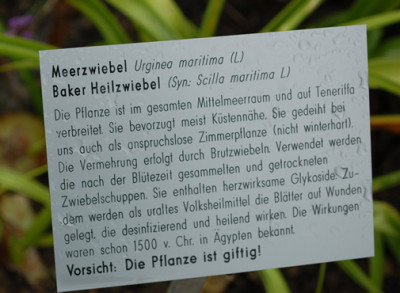 Meerzwiebel Urginea maritima (L)
Baker Heilzwiebel (Syn: Scilla maritima L)
Die Pflanze ist im gesamten Mittelmeerraum und auf Teneriffa
verbreitet. Sie bevorzugt meist Küstennähe. Sie gedeiht bei
uns auch als anspruchslose Zimmerpflanze (nicht winterhart).
Die Vermehrung erfolgt durch Brutzwiebeln. Verwendet werden
die nach der Blütezeit gesammelten und getrockneten
Zwiebelschuppen. Sie enthalten herzwirksame Glykoside. Zu-
dem werden als uraltes Volksheilmittel die Blätter auf Wunden
gelegt, die desinfizierend und heilend wirken. Die Wirkungen
waren schon 1500 v. Chr. in Ägypten bekannt.
Vorsicht: Die Pflanze ist giftig!